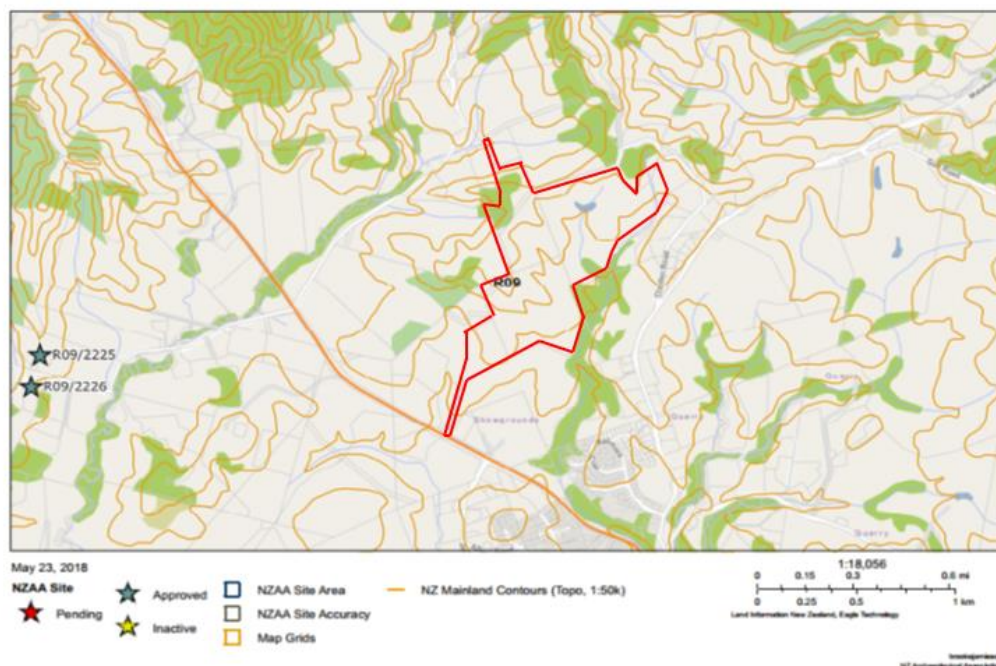 R09
R09/2225
R09/2226
Showgrounds
Quarry
May 23, 2018
NZAA Site
Pending
Approved
Inactive
NZAA Site Area
NZAA Site Accuracy
Map Grids
NZ Mainland Contours (Topo, 1:50k)
1:18,056
0 0.15 0.3 0.6 mi
0 0.25 0.5 1 km
Land Information New Zealand, Eagle Technology